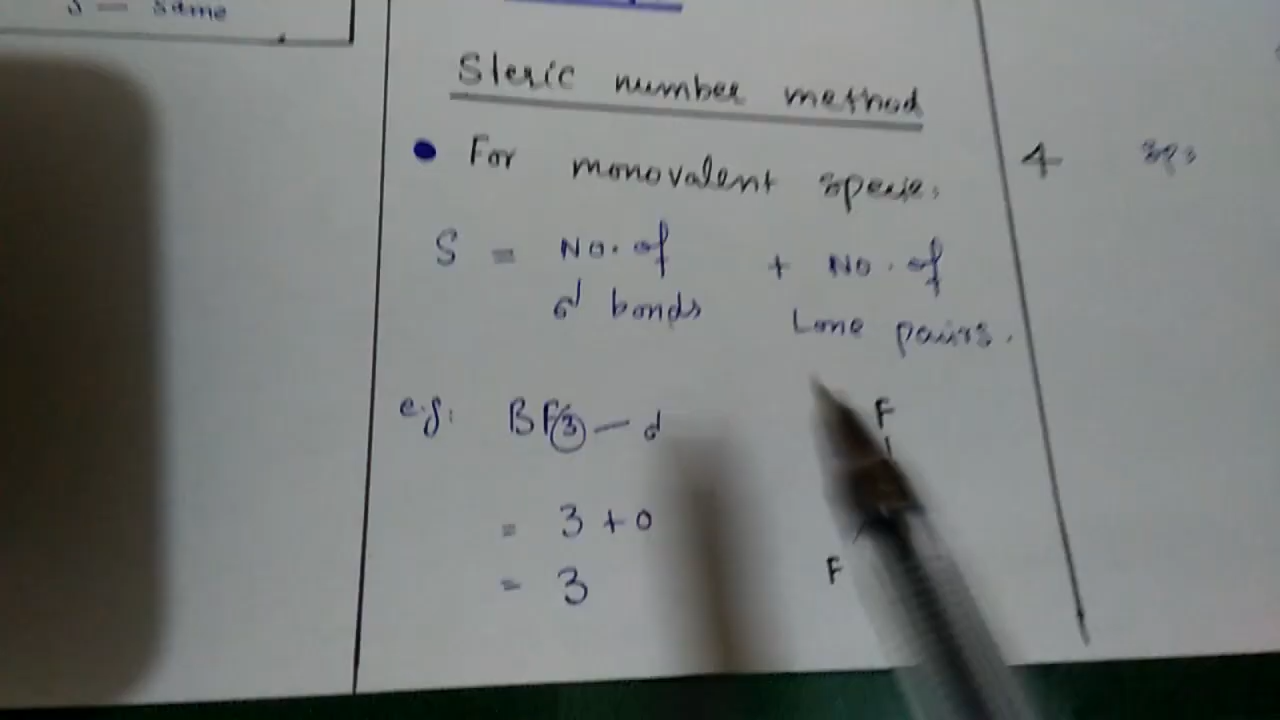 S — same
Steric number method
• For monovalent specie.
S = No. of + No. of
σ bonds Lone pairs.
e.g: BF3 — σ
= 3 + 0
= 3
F
F
4